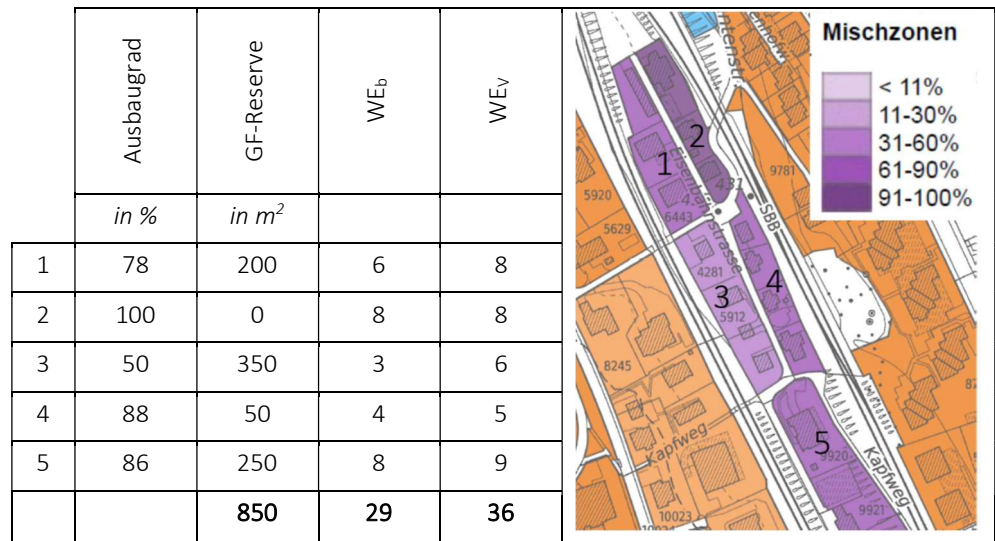 Ausbaugrad GF-Reserve WEb WEv
in % in m2
1 78 200 6 8
2 100 0 8 8
3 50 350 3 6
4 88 50 4 5
5 86 250 8 9
850 29 36
Mischzonen
< 11%
11-30%
31-60%
61-90%
91-100%
2
1
Eisenbahnstrasse
431
9781
5920
6443
SBB
5629
4281
3
4
5912
8245
Kapfweg
5
9920
Kapfweg
9921
10023